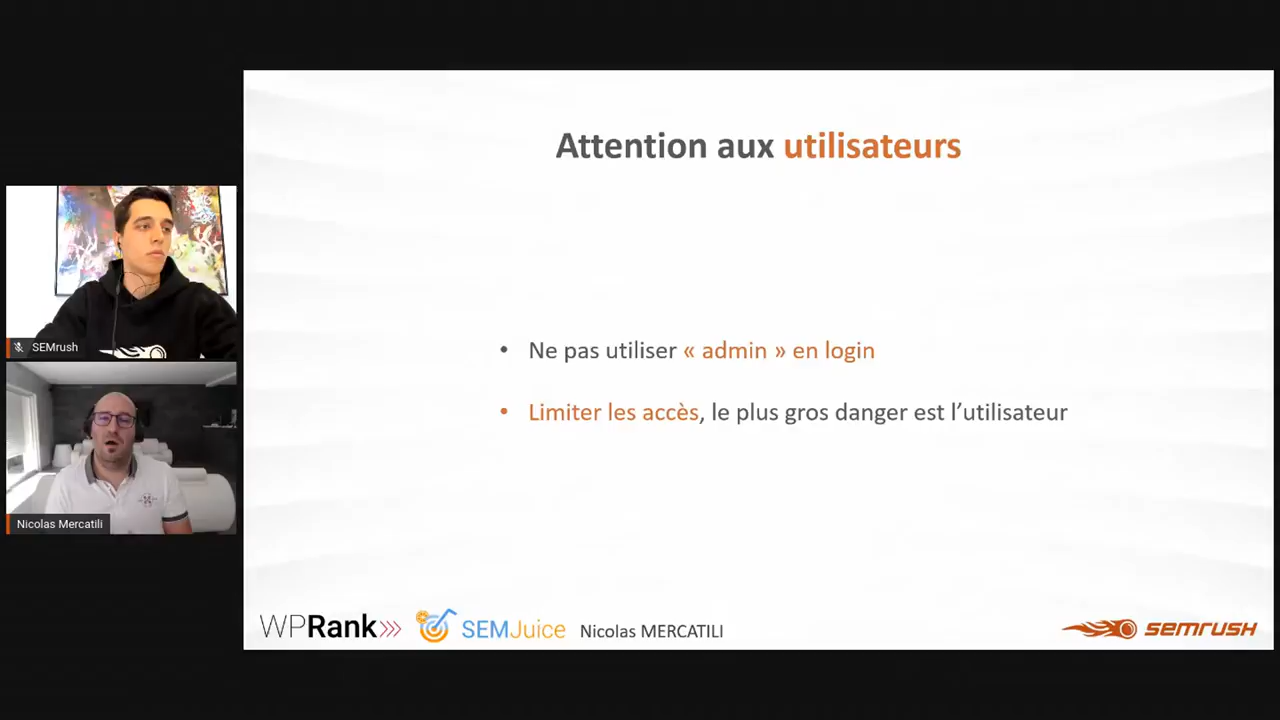 Attention aux utilisateurs
SEMrush
• Ne pas utiliser « admin » en login
• Limiter les accès, le plus gros danger est l’utilisateur
Nicolas Mercatili
WPRank
SEMJuice
Nicolas MERCATILI
semrush